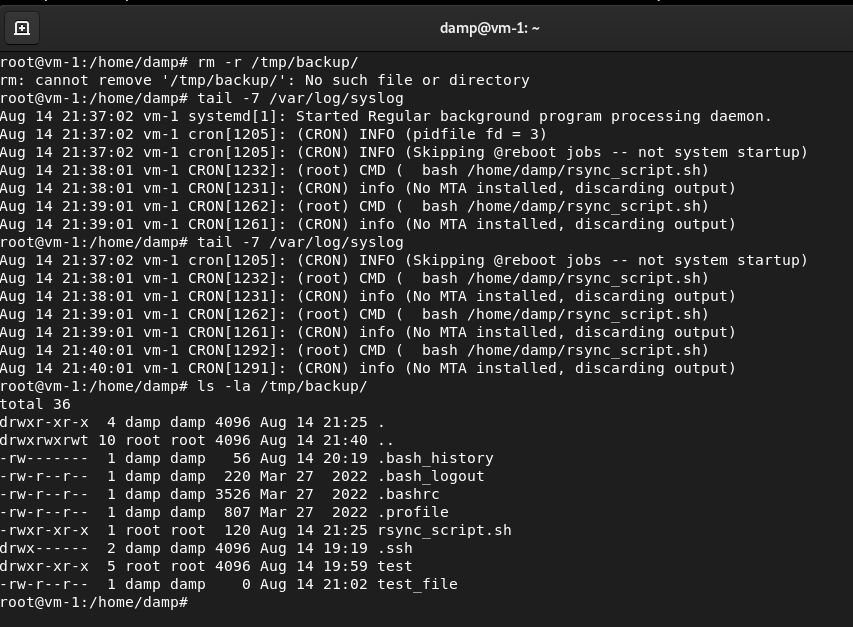 damp@vm-1: ~
root@vm-1:/home/damp# rm -r /tmp/backup/
rm: cannot remove '/tmp/backup/': No such file or directory
root@vm-1:/home/damp# tail -7 /var/log/syslog
Aug 14 21:37:02 vm-1 systemd[1]: Started Regular background program processing daemon.
Aug 14 21:37:02 vm-1 cron[1205]: (CRON) INFO (pidfile fd = 3)
Aug 14 21:37:02 vm-1 cron[1205]: (CRON) INFO (Skipping @reboot jobs -- not system startup)
Aug 14 21:38:01 vm-1 CRON[1232]: (root) CMD (  bash /home/damp/rsync_script.sh)
Aug 14 21:38:01 vm-1 CRON[1231]: (CRON) info (No MTA installed, discarding output)
Aug 14 21:39:01 vm-1 CRON[1262]: (root) CMD (  bash /home/damp/rsync_script.sh)
Aug 14 21:39:01 vm-1 CRON[1261]: (CRON) info (No MTA installed, discarding output)
root@vm-1:/home/damp# tail -7 /var/log/syslog
Aug 14 21:37:02 vm-1 cron[1205]: (CRON) INFO (Skipping @reboot jobs -- not system startup)
Aug 14 21:38:01 vm-1 CRON[1232]: (root) CMD (  bash /home/damp/rsync_script.sh)
Aug 14 21:38:01 vm-1 CRON[1231]: (CRON) info (No MTA installed, discarding output)
Aug 14 21:39:01 vm-1 CRON[1262]: (root) CMD (  bash /home/damp/rsync_script.sh)
Aug 14 21:39:01 vm-1 CRON[1261]: (CRON) info (No MTA installed, discarding output)
Aug 14 21:40:01 vm-1 CRON[1292]: (root) CMD (  bash /home/damp/rsync_script.sh)
Aug 14 21:40:01 vm-1 CRON[1291]: (CRON) info (No MTA installed, discarding output)
root@vm-1:/home/damp# ls -la /tmp/backup/
total 36
drwxr-xr-x  4 damp damp 4096 Aug 14 21:25 .
drwxrwxrwt 10 root root 4096 Aug 14 21:40 ..
-rw-------  1 damp damp   56 Aug 14 20:19 .bash_history
-rw-r--r--  1 damp damp  220 Mar 27  2022 .bash_logout
-rw-r--r--  1 damp damp 3526 Mar 27  2022 .bashrc
-rw-r--r--  1 damp damp  807 Mar 27  2022 .profile
-rwxr-xr-x  1 root root  120 Aug 14 21:25 rsync_script.sh
drwx------  2 damp damp 4096 Aug 14 19:19 .ssh
drwxr-xr-x  5 root root 4096 Aug 14 19:59 test
-rw-r--r--  1 damp damp    0 Aug 14 21:02 test_file
root@vm-1:/home/damp#